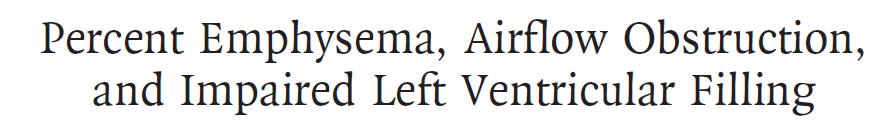 Percent Emphysema, Airflow Obstruction,
and Impaired Left Ventricular Filling